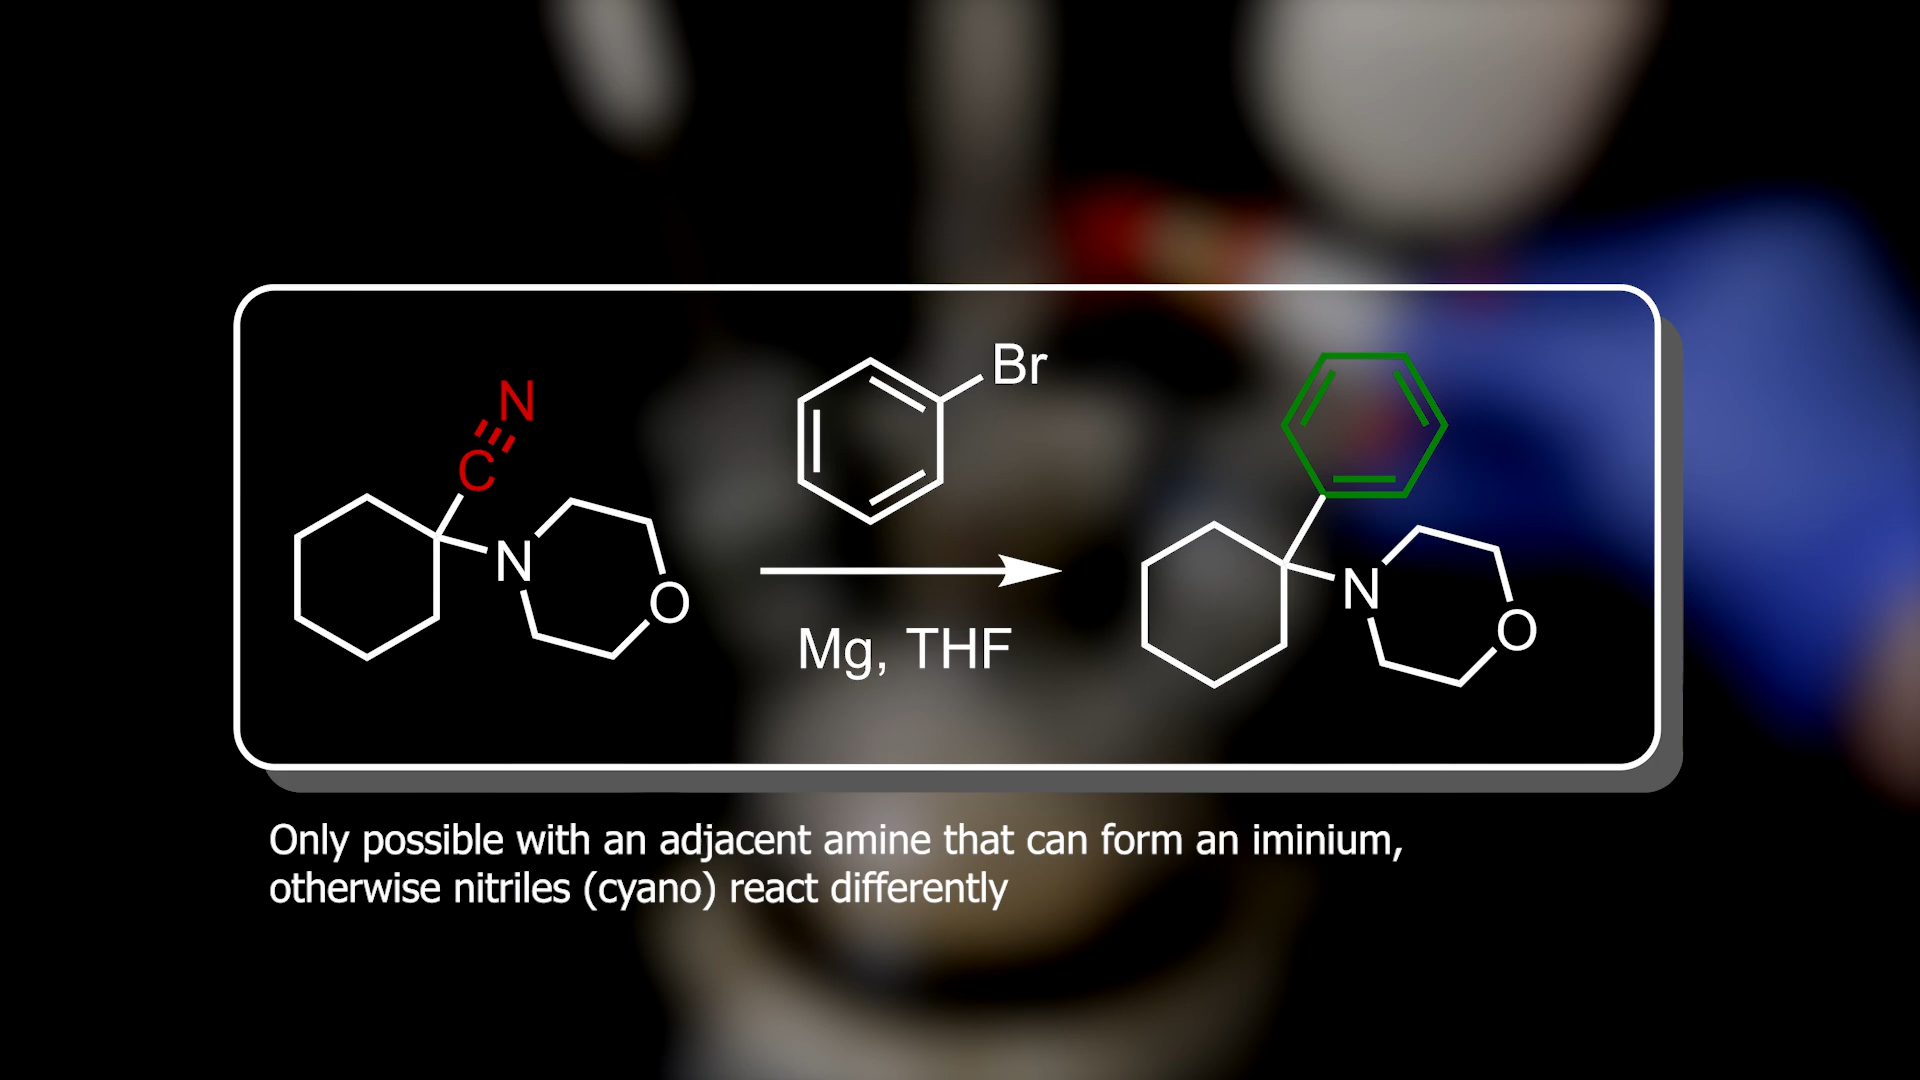 N
C
N
O
Br
Mg, THF
N
O
Only possible with an adjacent amine that can form an iminium,
otherwise nitriles (cyano) react differently